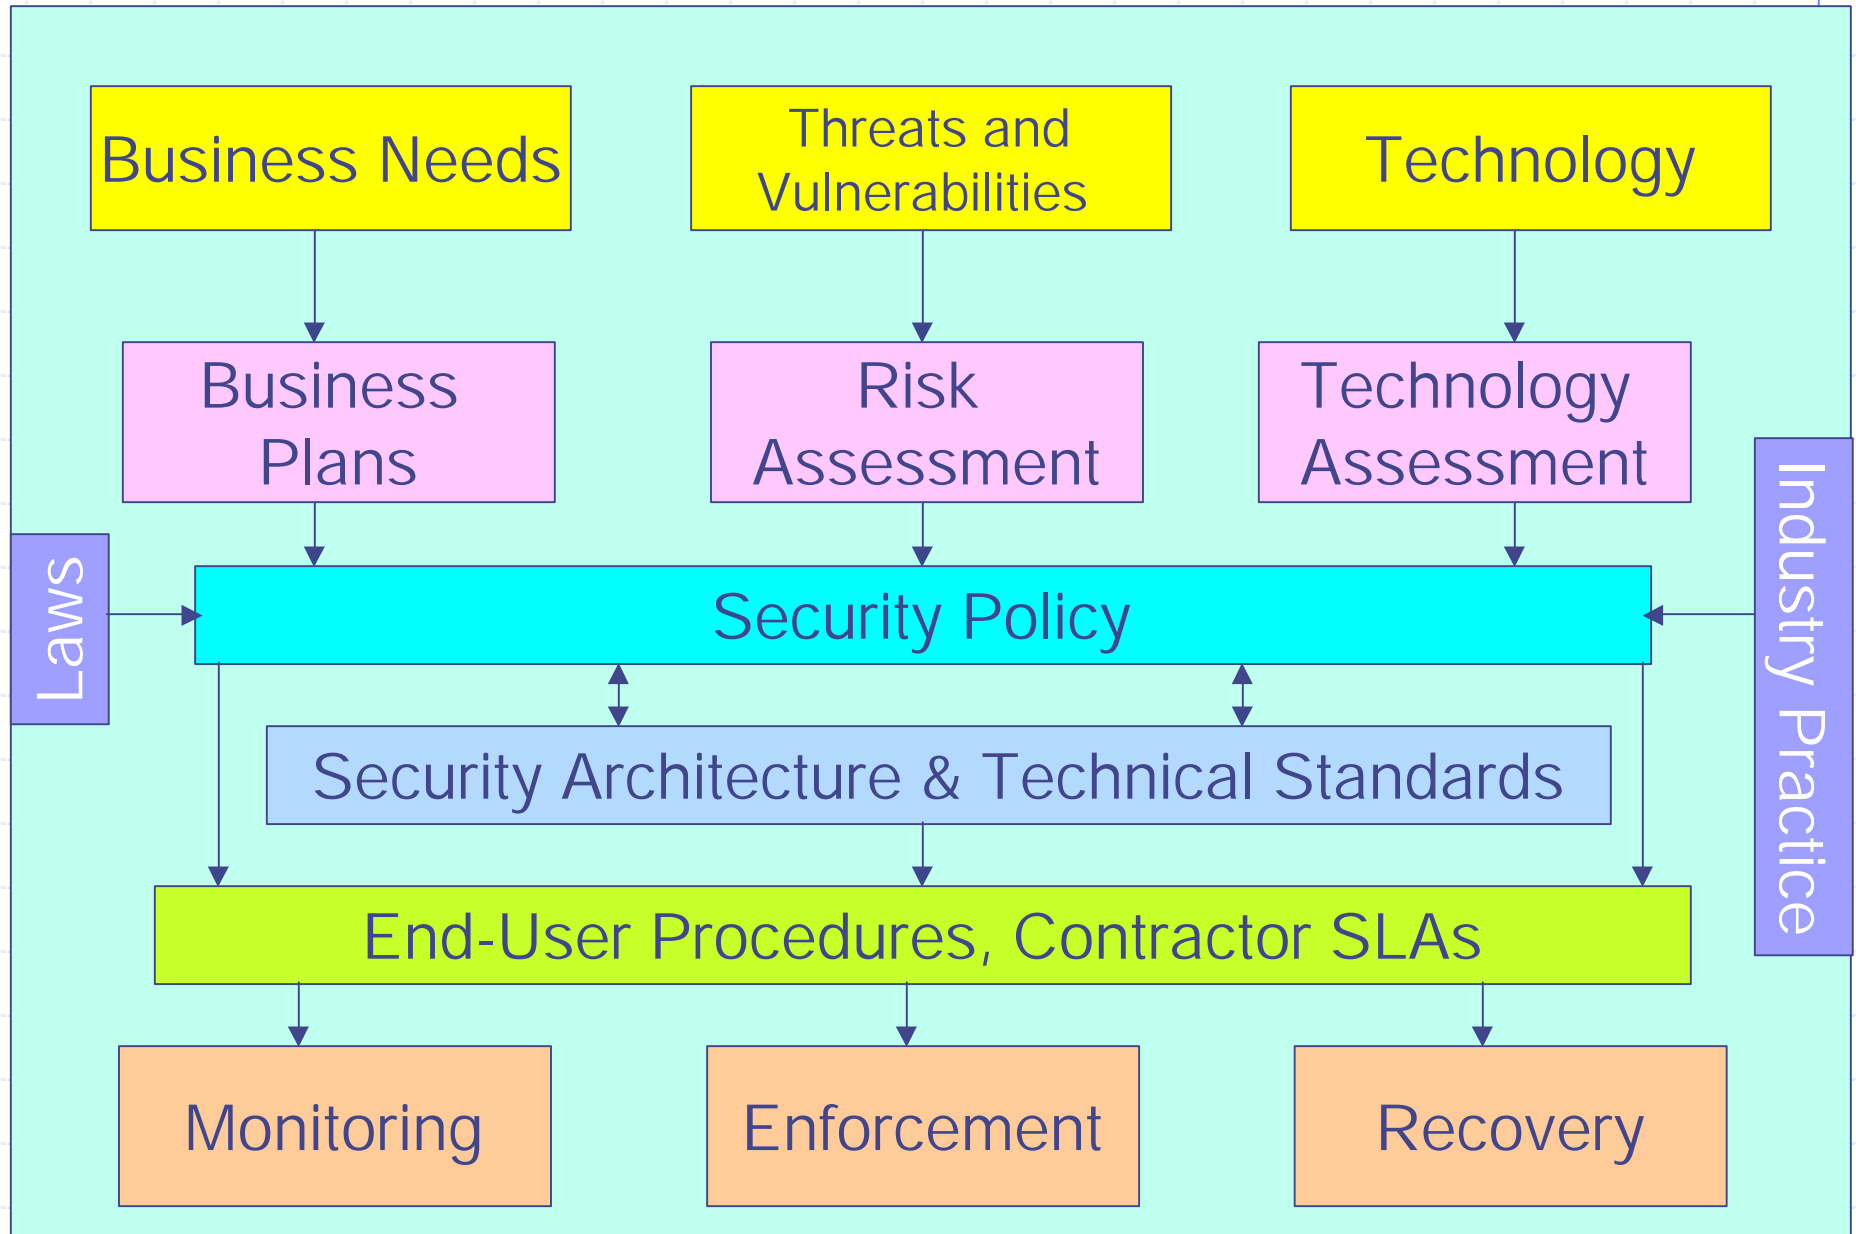 Business Needs
Threats and
Vulnerabilities
Technology
Business
Plans
Risk
Assessment
Technology
Assessment
Laws
Security Policy
Industry Practice
Security Architecture & Technical Standards
End-User Procedures, Contractor SLAs
Monitoring
Enforcement
Recovery